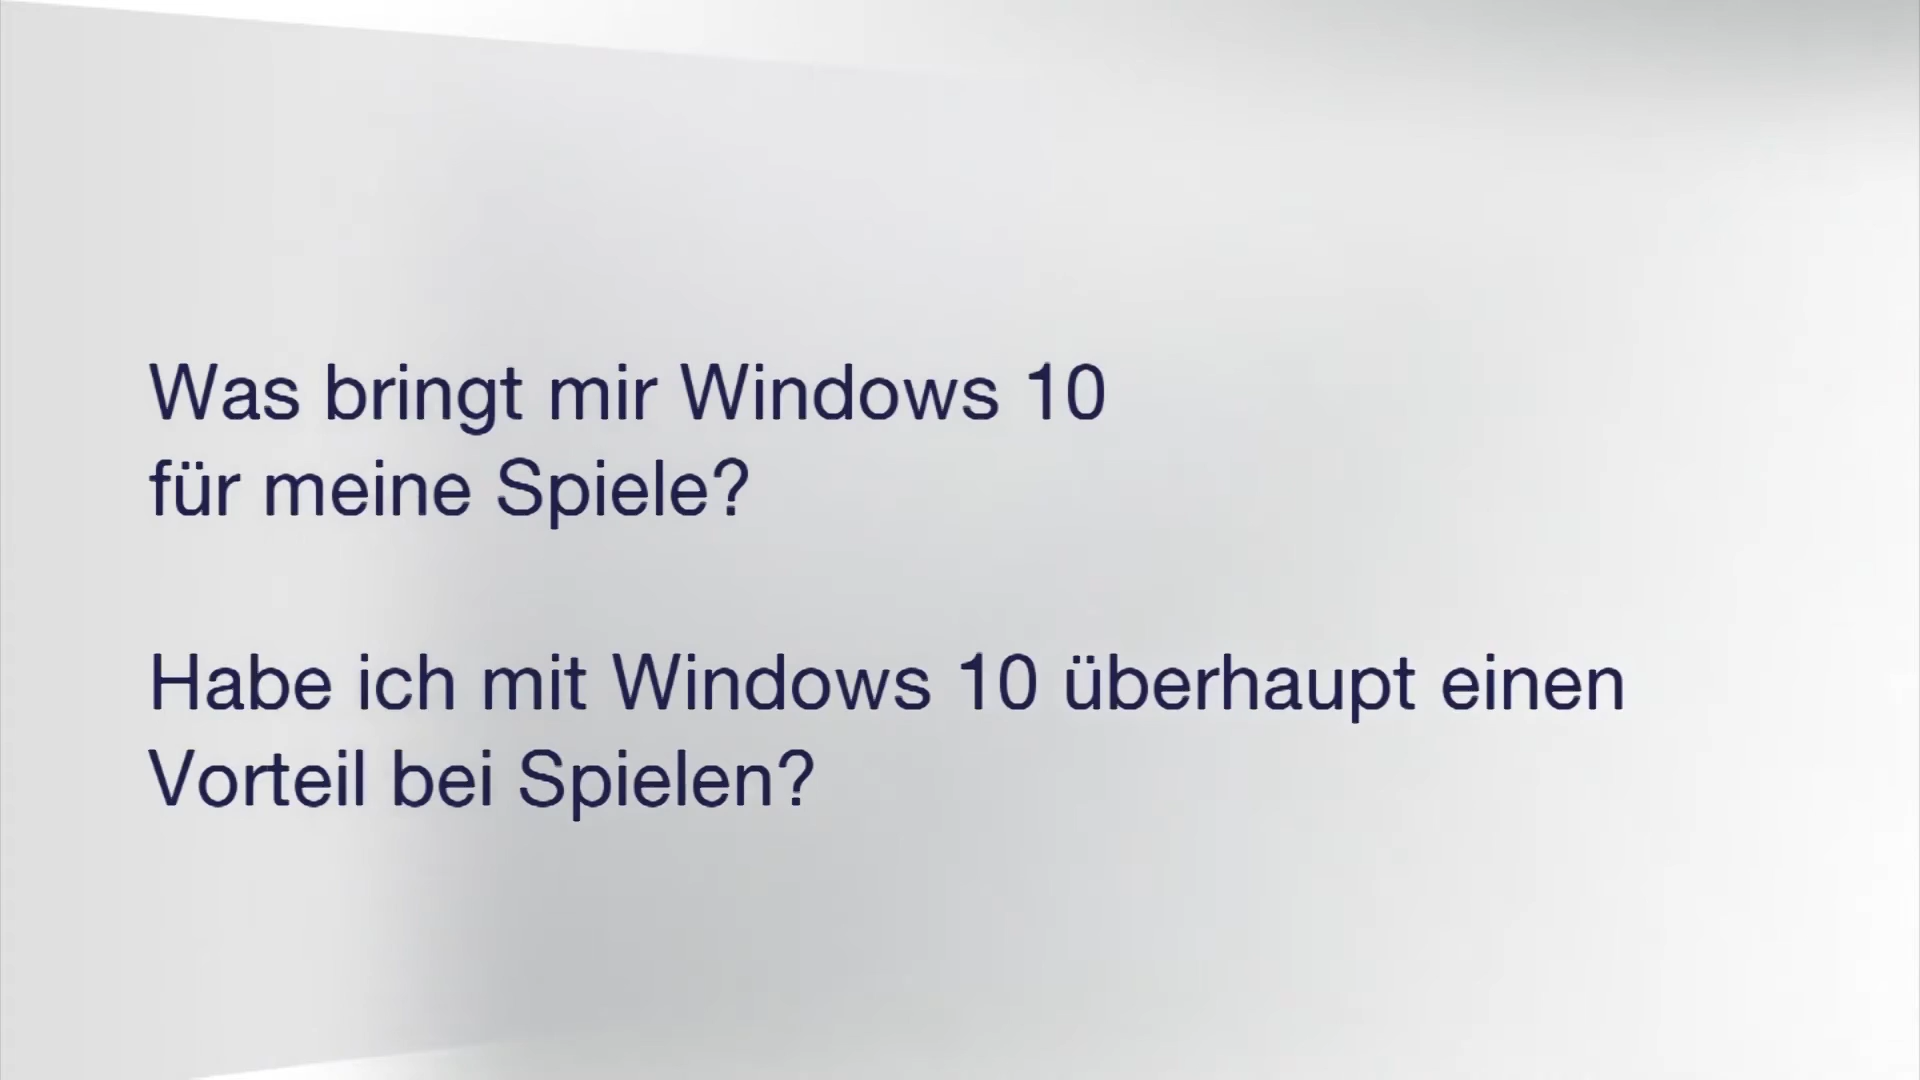 Was bringt mir Windows 10
für meine Spiele?
Habe ich mit Windows 10 überhaupt einen
Vorteil bei Spielen?